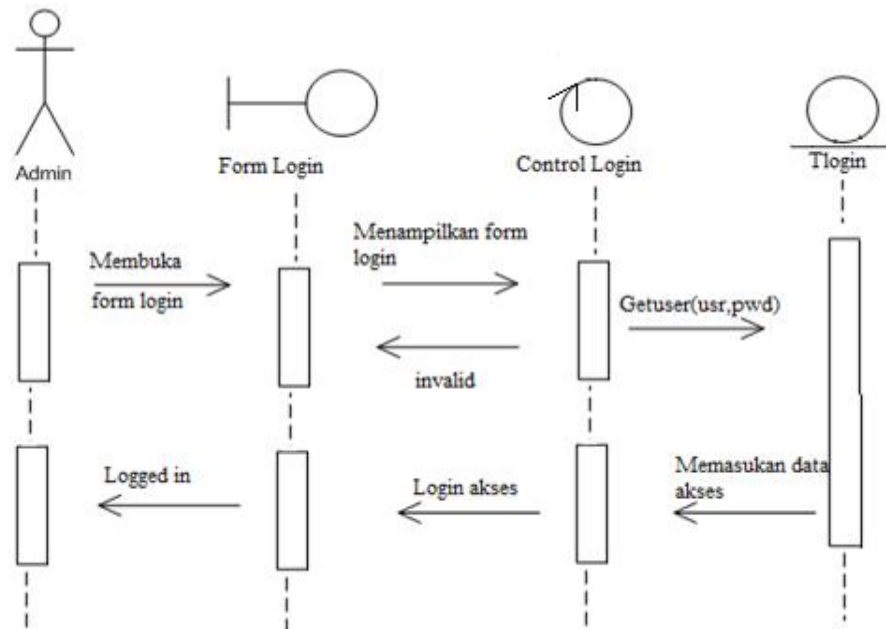 Admin
Form Login
Control Login
Tlogin
Membuka
form login
Menampilkan form
login
Getuser(usr,pwd)
invalid
Logged in
Login akses
Memasukan data
akses